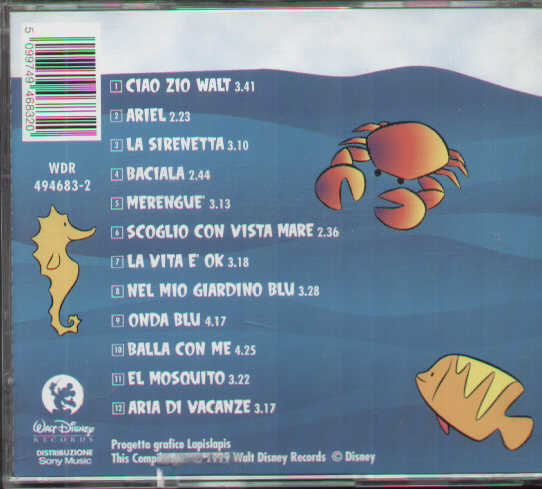 1 CIAO ZIO WALT 3.41
2 ARIEL 2.23
3 LA SIRENETTA 3.10
4 BACIALA 2.44
5 MERENGUE' 3.13
6 SCOGLIO CON VISTA MARE 2.36
7 LA VITA E' OK 3.18
8 NEL MIO GIARDINO BLU 3.28
9 ONDA BLU 4.17
10 BALLA CON ME 4.25
11 EL MOSQUITO 3.22
12 ARIA DI VACANZE 3.17
5 099749 468320
WDR
494683-2
Walt Disney
RECORDS
DISTRIBUZIONE
Sony Music
Progetto grafico Lapislapis
This 1999 Walt Disney Records © Disney